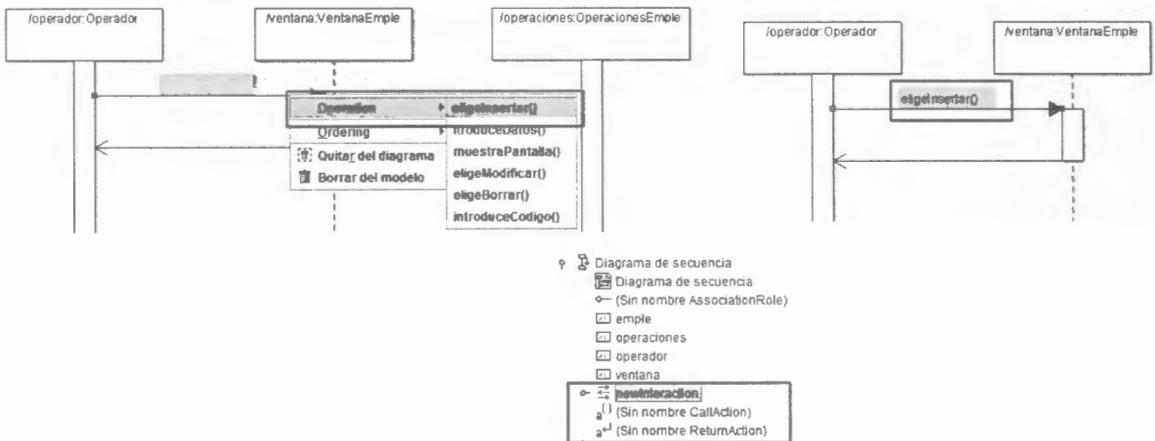 /operador:Operador
/ventana:VentanaEmple
/operaciones:OperacionesEmple
Operation
eligeInsertar()
Ordering
ntroduceDatos()
Quitar del diagrama
muestraPantalla()
Borrar del modelo
eligeModificar()
eligeBorrar()
introduceCodigo()
/operador:Operador
/ventana:VentanaEmple
eligeInsertar()
Diagrama de secuencia
Diagrama de secuencia
(Sin nombre AssociationRole)
emple
operaciones
operador
ventana
newInteraction
(Sin nombre CallAction)
(Sin nombre ReturnAction)